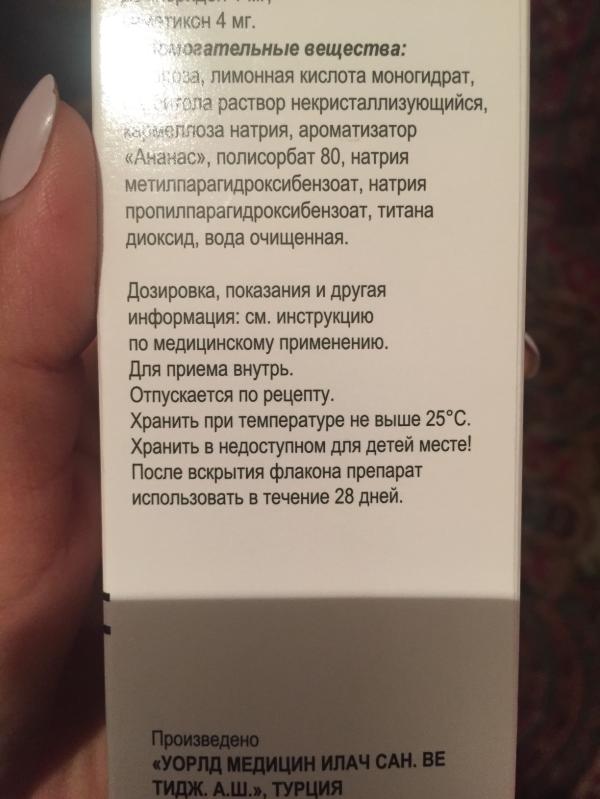 4 мг.
вещества:
лимонная кислота моногидрат,
раствор некристаллизующийся,
кармеллоза натрия, ароматизатор
«Ананас», полисорбат 80, натрия
метилпарагидроксибензоат, натрия
пропилпарагидроксибензоат, титана
диоксид, вода очищенная.
Дозировка, показания и другая
информация: см. инструкцию
по медицинскому применению.
Для приема внутрь.
Отпускается по рецепту.
Хранить при температуре не выше 25°C.
Хранить в недоступном для детей месте!
После вскрытия флакона препарат
использовать в течение 28 дней.
Произведено
«УОРЛД МЕДИЦИН ИЛАЧ САН. ВЕ
ТИДЖ. А.Ш.», ТУРЦИЯ